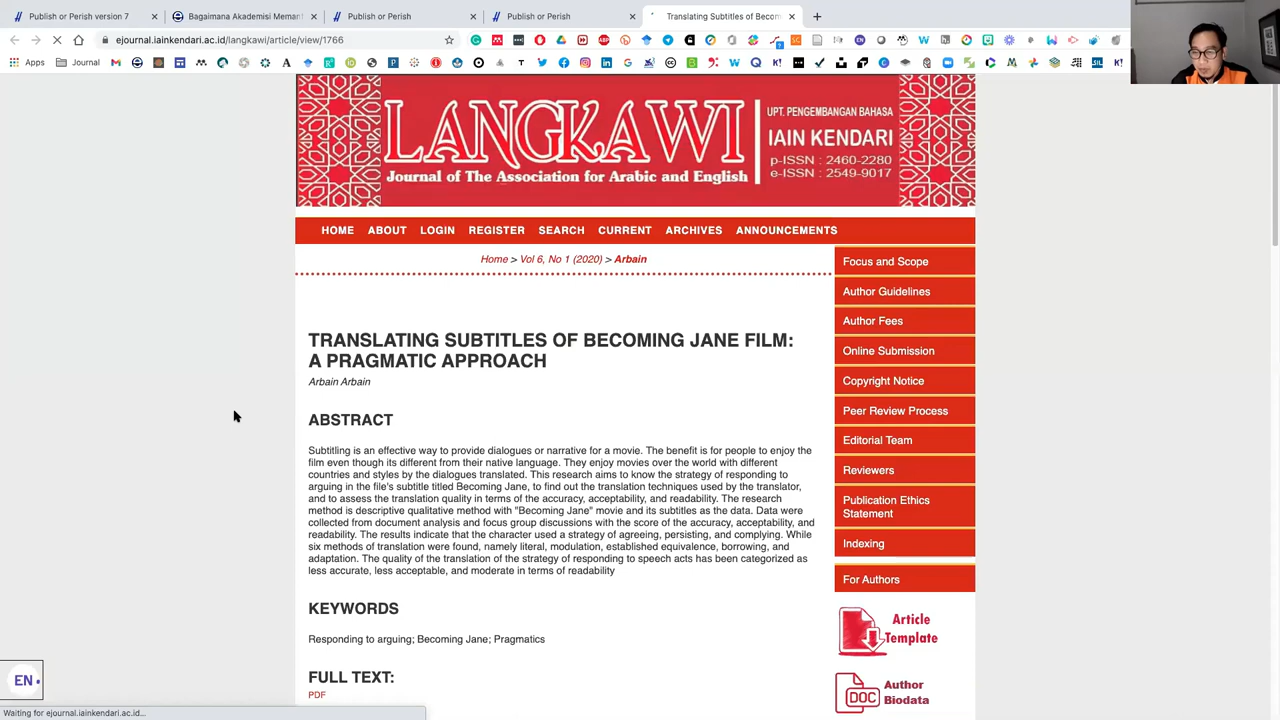 Publish or Perish version 7
Bagaimana Akademisi Meman
Publish or Perish
Publish or Perish
Translating Subtitles of Becom
ejournal.iainkendari.ac.id/langkawi/article/view/1766
Apps
Journal
LANGKAWI
Journal of The Association for Arabic and English
UPT. PENGEMBANGAN BAHASA
IAIN KENDARI
p-ISSN : 2460-2280
e-ISSN : 2549-9017
HOME ABOUT LOGIN REGISTER SEARCH CURRENT ARCHIVES ANNOUNCEMENTS
Home > Vol 6, No 1 (2020) > Arbain
TRANSLATING SUBTITLES OF BECOMING JANE FILM:
A PRAGMATIC APPROACH
Arbain Arbain
ABSTRACT
Subtitling is an effective way to provide dialogues or narrative for a movie. The benefit is for people to enjoy the
film even though its different from their native language. They enjoy movies over the world with different
countries and styles by the dialogues translated. This research aims to know the strategy of responding to
arguing in the file's subtitle titled Becoming Jane, to find out the translation techniques used by the translator,
and to assess the translation quality in terms of the accuracy, acceptability, and readability. The research
method is descriptive qualitative method with "Becoming Jane" movie and its subtitles as the data. Data were
collected from document analysis and focus group discussions with the score of the accuracy, acceptability, and
readability. The results indicate that the character used a strategy of agreeing, persisting, and complying. While
six methods of translation were found, namely literal, modulation, established equivalence, borrowing, and
adaptation. The quality of the translation of the strategy of responding to speech acts has been categorized as
less accurate, less acceptable, and moderate in terms of readability
KEYWORDS
Responding to arguing; Becoming Jane; Pragmatics
FULL TEXT:
PDF
Focus and Scope
Author Guidelines
Author Fees
Online Submission
Copyright Notice
Peer Review Process
Editorial Team
Reviewers
Publication Ethics
Statement
Indexing
For Authors
Article
Template
DOC
Author
Biodata
EN
Waiting for ejournal.iainkendari.ac.id...